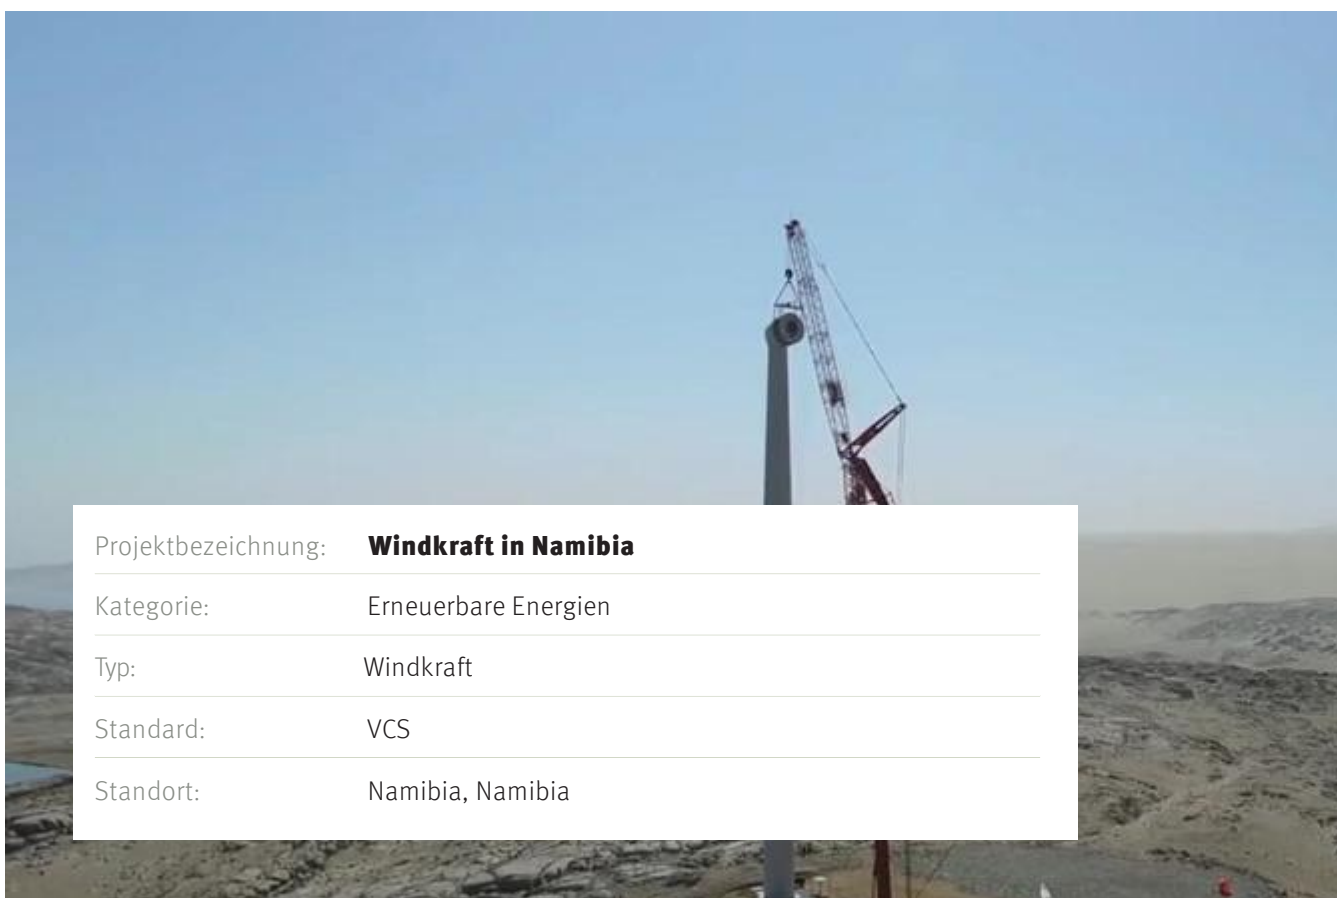 Projektbezeichnung: Windkraft in Namibia
Kategorie: Erneuerbare Energien
Typ: Windkraft
Standard: VCS
Standort: Namibia, Namibia